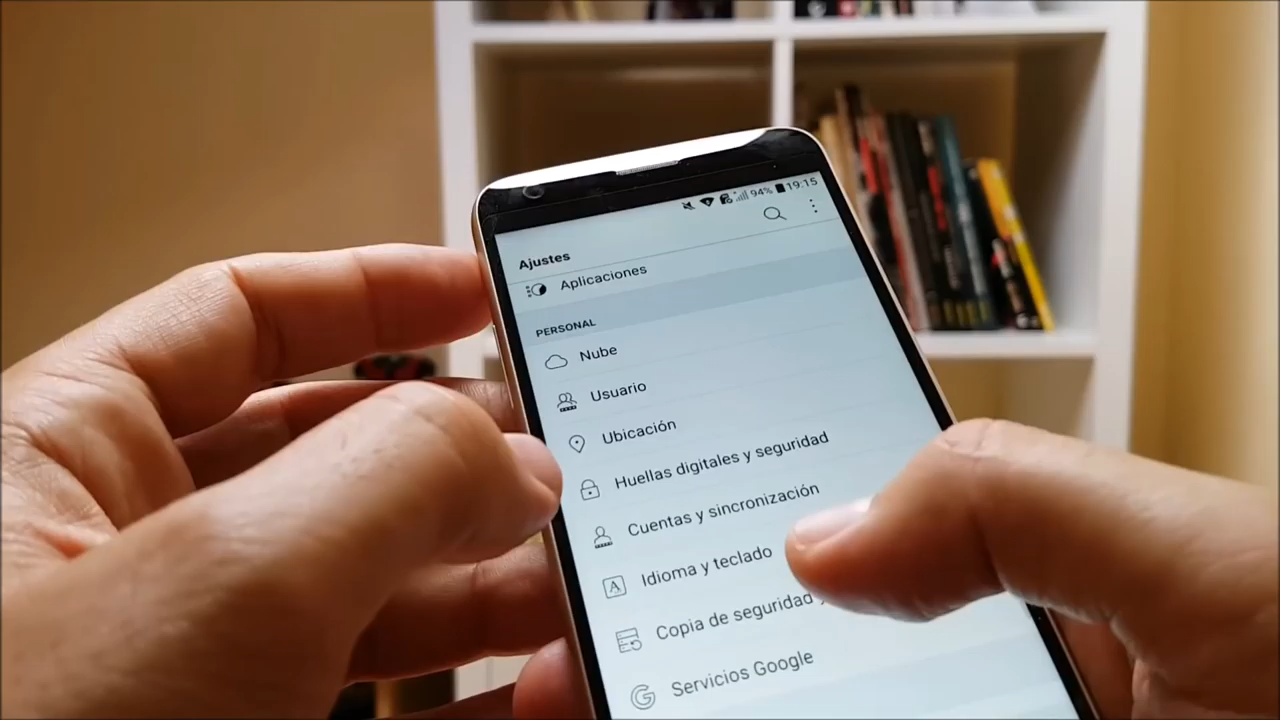 94% 19:15
Ajustes
Aplicaciones
PERSONAL
Nube
Usuario
Ubicación
Huellas digitales y seguridad
Cuentas y sincronización
Idioma y teclado
Copia de seguridad y
Servicios Google